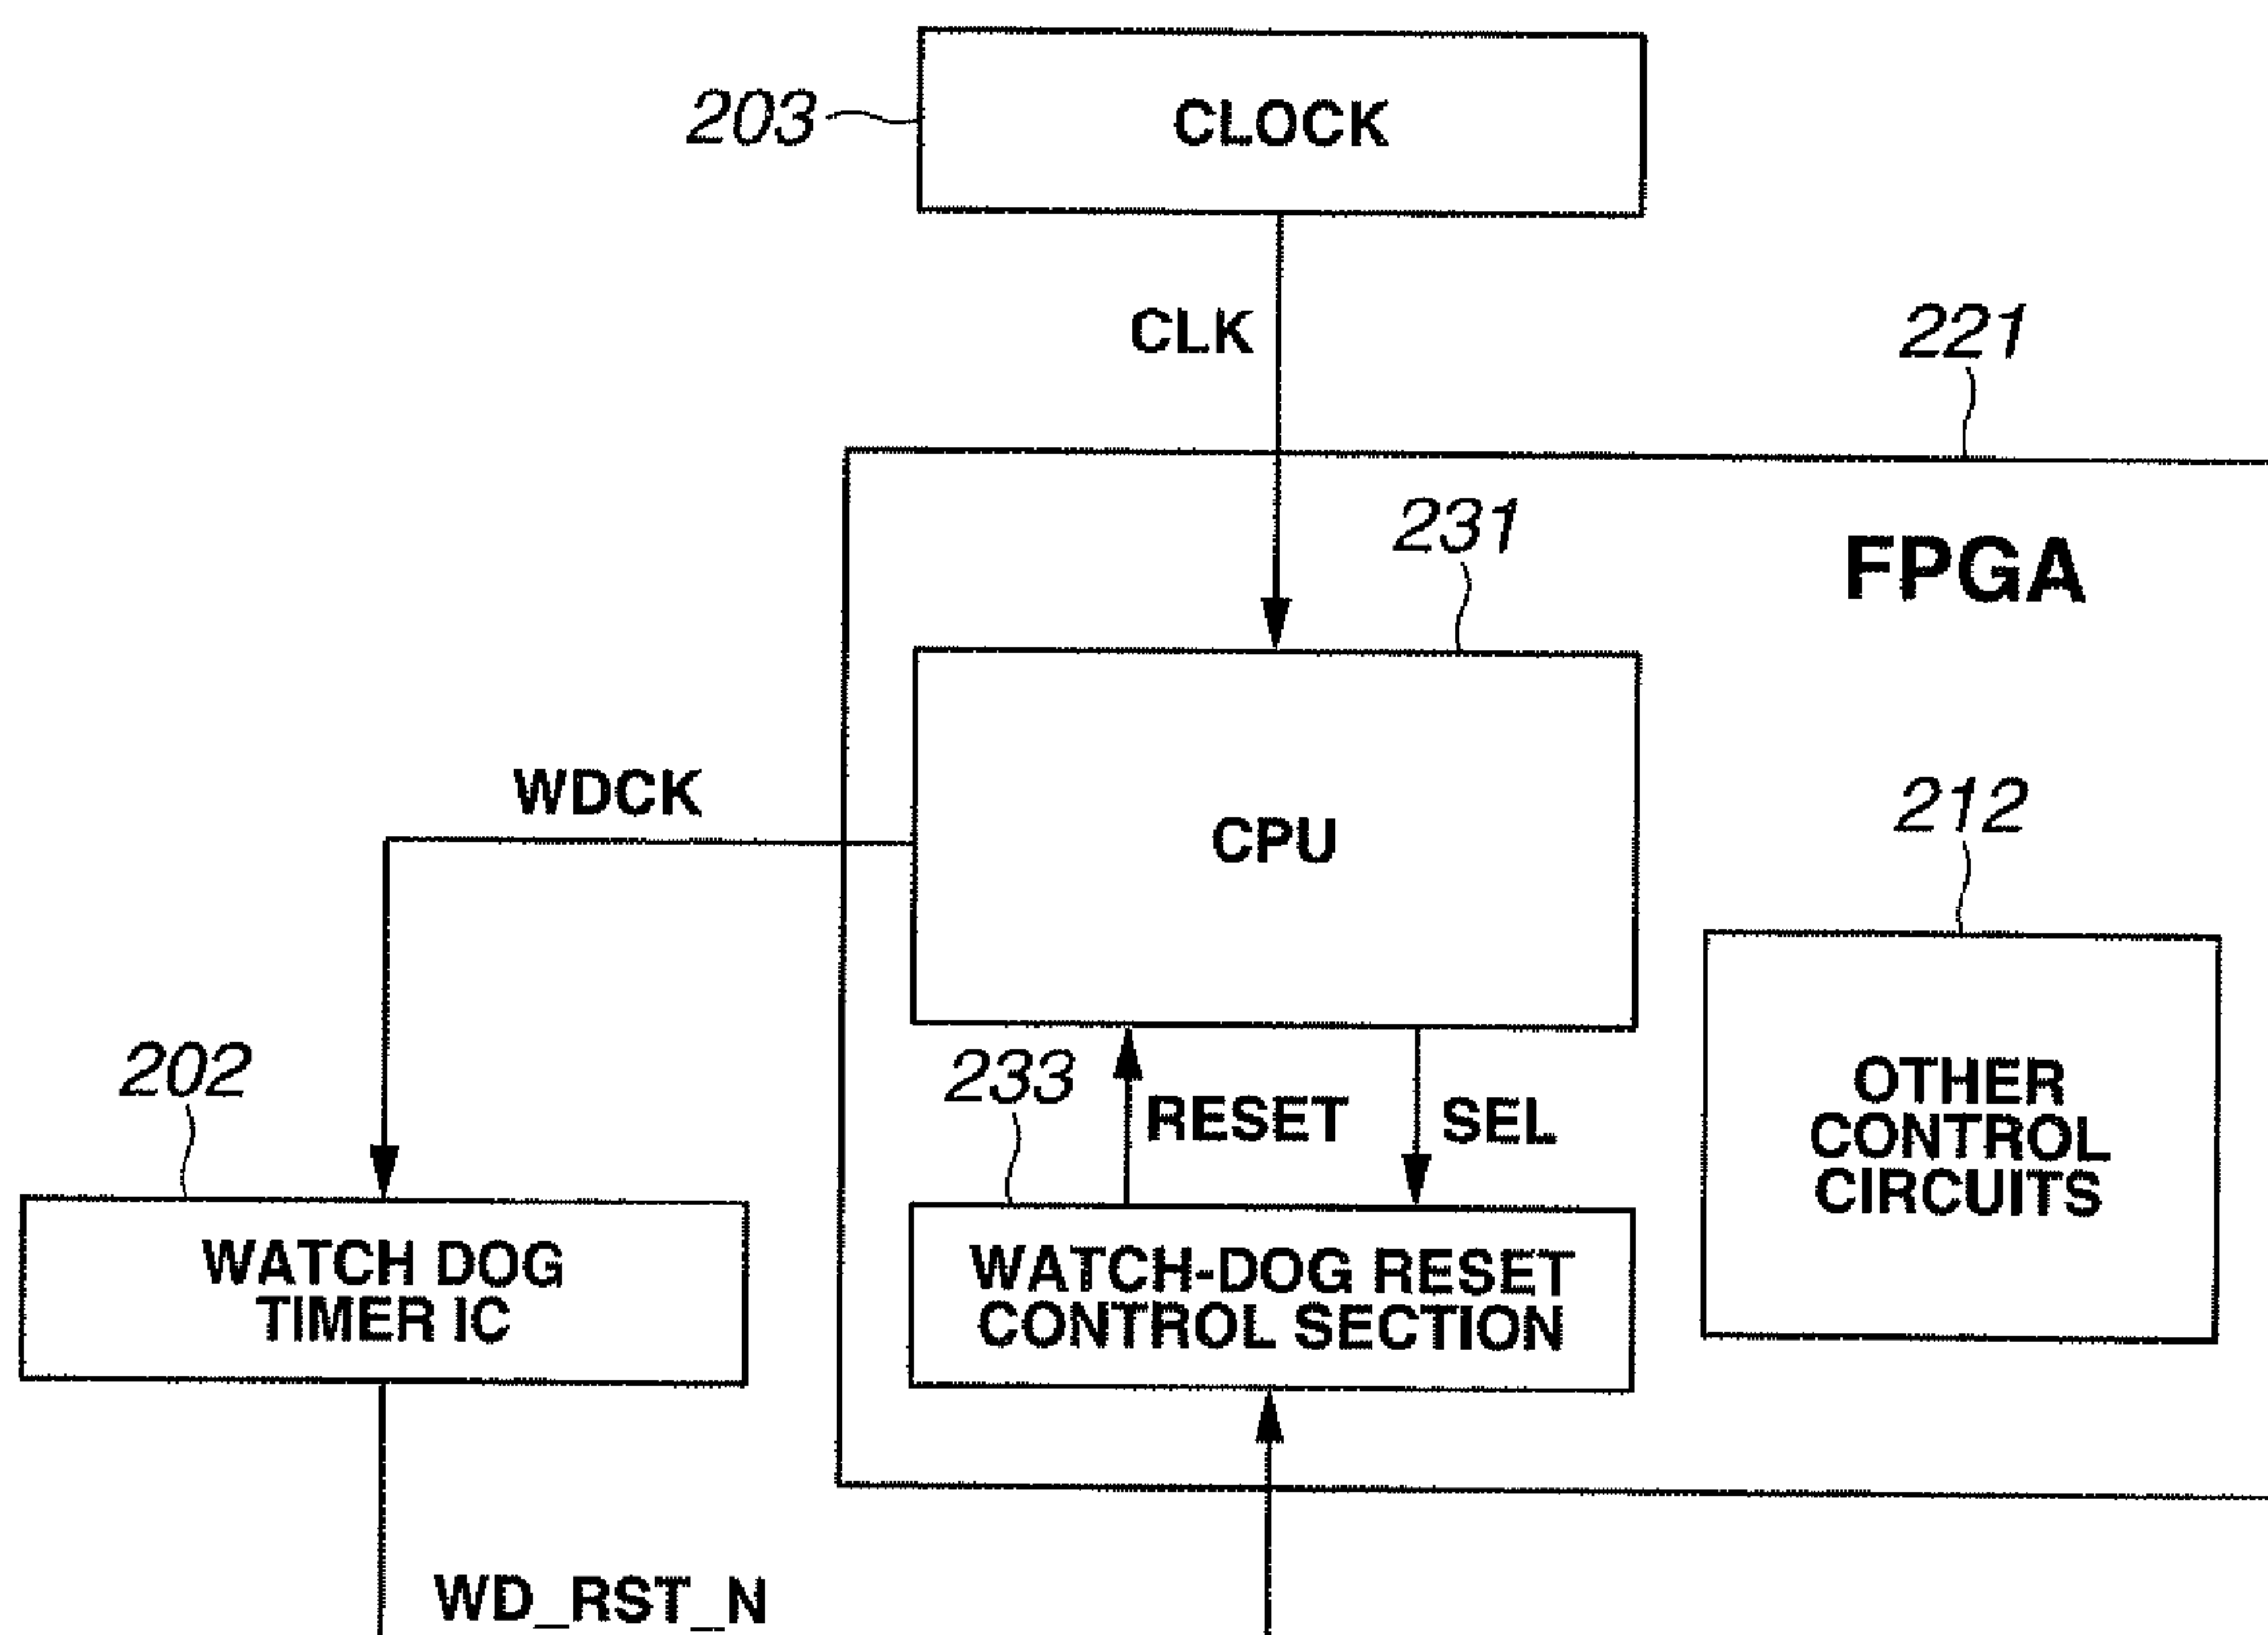 203
CLOCK
CLK
221
FPGA
231
WDCK
CPU
212
202
233
RESET
SEL
OTHER
CONTROL
CIRCUITS
WATCH DOG
TIMER IC
WATCH-DOG RESET
CONTROL SECTION
WD_RST_N